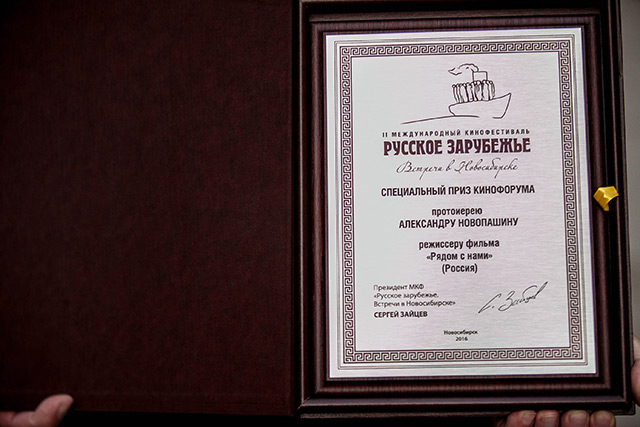 II МЕЖДУНАРОДНЫЙ КИНОФЕСТИВАЛЬ
РУССКОЕ ЗАРУБЕЖЬЕ
Встречи в Новосибирске
СПЕЦИАЛЬНЫЙ ПРИЗ КИНОФОРУМА
протоиерею
АЛЕКСАНДРУ НОВОПАШИНУ
режиссеру фильма
«Рядом с нами»
(Россия)
Президент МКФ
«Русское зарубежье.
Встречи в Новосибирске»
СЕРГЕЙ ЗАЙЦЕВ
С. Зайцев
Новосибирск
2016